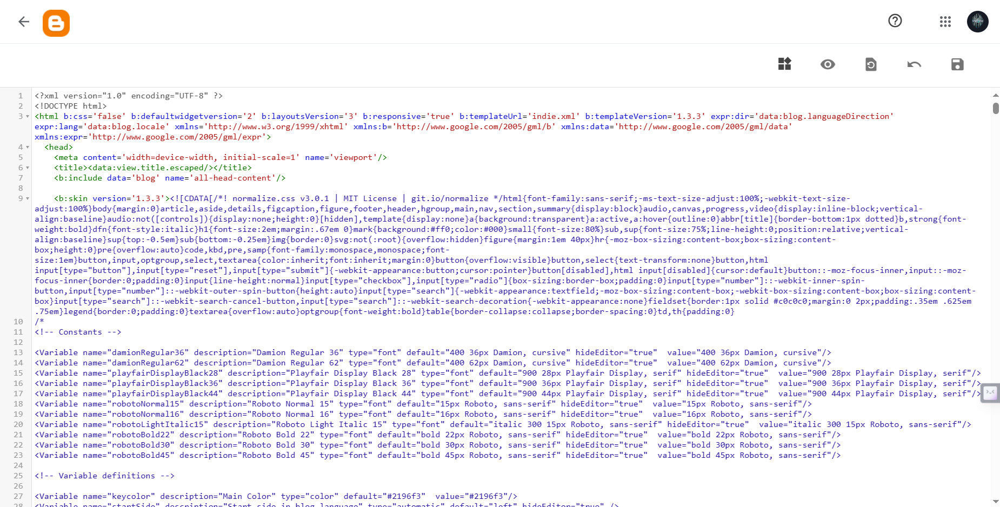 1 <?xml version="1.0" encoding="UTF-8" ?>
2 <!DOCTYPE html>
3 <html b:css='false' b:defaultwidgetversion='2' b:layoutsVersion='3' b:responsive='true' b:templateUrl='indie.xml' b:templateVersion='1.3.3' expr:dir='data:blog.languageDirection'
expr:lang='data:blog.locale' xmlns='http://www.w3.org/1999/xhtml' xmlns:b='http://www.google.com/2005/gml/b' xmlns:data='http://www.google.com/2005/gml/data'
xmlns:expr='http://www.google.com/2005/gml/expr'>
4 <head>
5 <meta content='width=device-width, initial-scale=1' name='viewport'/>
6 <title><data:view.title.escaped/></title>
7 <b:include data='blog' name='all-head-content'/>
8
9 <b:skin version='1.3.3'><![CDATA[/*! normalize.css v3.0.1 | MIT License | git.io/normalize */html{font-family:sans-serif;-ms-text-size-adjust:100%;-webkit-text-size-
adjust:100%}body{margin:0}article,aside,details,figcaption,figure,footer,header,hgroup,main,nav,section,summary{display:block}audio,canvas,progress,video{display:inline-block;vertical-
align:baseline}audio:not([controls]){display:none;height:0}[hidden],template{display:none}a{background:transparent}a:active,a:hover{outline:0}abbr[title]{border-bottom:1px dotted}b,strong{font-
weight:bold}dfn{font-style:italic}h1{font-size:2em;margin:.67em 0}mark{background:#ff0;color:#000}small{font-size:80%}sub,sup{font-size:75%;line-height:0;position:relative;vertical-
align:baseline}sup{top:-0.5em}sub{bottom:-0.25em}img{border:0}svg:not(:root){overflow:hidden}figure{margin:1em 40px}hr{-moz-box-sizing:content-box;box-sizing:content-
box;height:0}pre{overflow:auto}code,kbd,pre,samp{font-family:monospace,monospace;font-
size:1em}button,input,optgroup,select,textarea{color:inherit;font:inherit;margin:0}button{overflow:visible}button,select{text-transform:none}button,html
input[type="button"],input[type="reset"],input[type="submit"]{-webkit-appearance:button;cursor:pointer}button[disabled],html input[disabled]{cursor:default}button::-moz-focus-inner,input::-moz-
focus-inner{border:0;padding:0}input{line-height:normal}input[type="checkbox"],input[type="radio"]{box-sizing:border-box;padding:0}input[type="number"]::-webkit-inner-spin-
button,input[type="number"]::-webkit-outer-spin-button{height:auto}input[type="search"]{-webkit-appearance:textfield;-moz-box-sizing:content-box;-webkit-box-sizing:content-box;box-sizing:content-
box}input[type="search"]::-webkit-search-cancel-button,input[type="search"]::-webkit-search-decoration{-webkit-appearance:none}fieldset{border:1px solid #c0c0c0;margin:0 2px;padding:.35em .625em
.75em}legend{border:0;padding:0}textarea{overflow:auto}optgroup{font-weight:bold}table{border-collapse:collapse;border-spacing:0}td,th{padding:0}
10 /*
11 <!-- Constants -->
12
13 <Variable name="damionRegular36" description="Damion Regular 36" type="font" default="400 36px Damion, cursive" hideEditor="true"  value="400 36px Damion, cursive"/>
14 <Variable name="damionRegular62" description="Damion Regular 62" type="font" default="400 62px Damion, cursive" hideEditor="true"  value="400 62px Damion, cursive"/>
15 <Variable name="playfairDisplayBlack28" description="Playfair Display Black 28" type="font" default="900 28px Playfair Display, serif" hideEditor="true"  value="900 28px Playfair Display, serif"/>
16 <Variable name="playfairDisplayBlack36" description="Playfair Display Black 36" type="font" default="900 36px Playfair Display, serif" hideEditor="true"  value="900 36px Playfair Display, serif"/>
17 <Variable name="playfairDisplayBlack44" description="Playfair Display Black 44" type="font" default="900 44px Playfair Display, serif" hideEditor="true"  value="900 44px Playfair Display, serif"/>
18 <Variable name="robotoNormal15" description="Roboto Normal 15" type="font" default="15px Roboto, sans-serif" hideEditor="true"  value="15px Roboto, sans-serif"/>
19 <Variable name="robotoNormal16" description="Roboto Normal 16" type="font" default="16px Roboto, sans-serif" hideEditor="true"  value="16px Roboto, sans-serif"/>
20 <Variable name="robotoLightItalic15" description="Roboto Light Italic 15" type="font" default="italic 300 15px Roboto, sans-serif" hideEditor="true"  value="italic 300 15px Roboto, sans-serif"/>
21 <Variable name="robotoBold22" description="Roboto Bold 22" type="font" default="bold 22px Roboto, sans-serif" hideEditor="true"  value="bold 22px Roboto, sans-serif"/>
22 <Variable name="robotoBold30" description="Roboto Bold 30" type="font" default="bold 30px Roboto, sans-serif" hideEditor="true"  value="bold 30px Roboto, sans-serif"/>
23 <Variable name="robotoBold45" description="Roboto Bold 45" type="font" default="bold 45px Roboto, sans-serif" hideEditor="true"  value="bold 45px Roboto, sans-serif"/>
24
25 <!-- Variable definitions -->
26
27 <Variable name="keycolor" description="Main Color" type="color" default="#2196f3"  value="#2196f3"/>
28 <Variable name="startSide" description="Start side in blog language" type="automatic" default="left" hideEditor="true" />